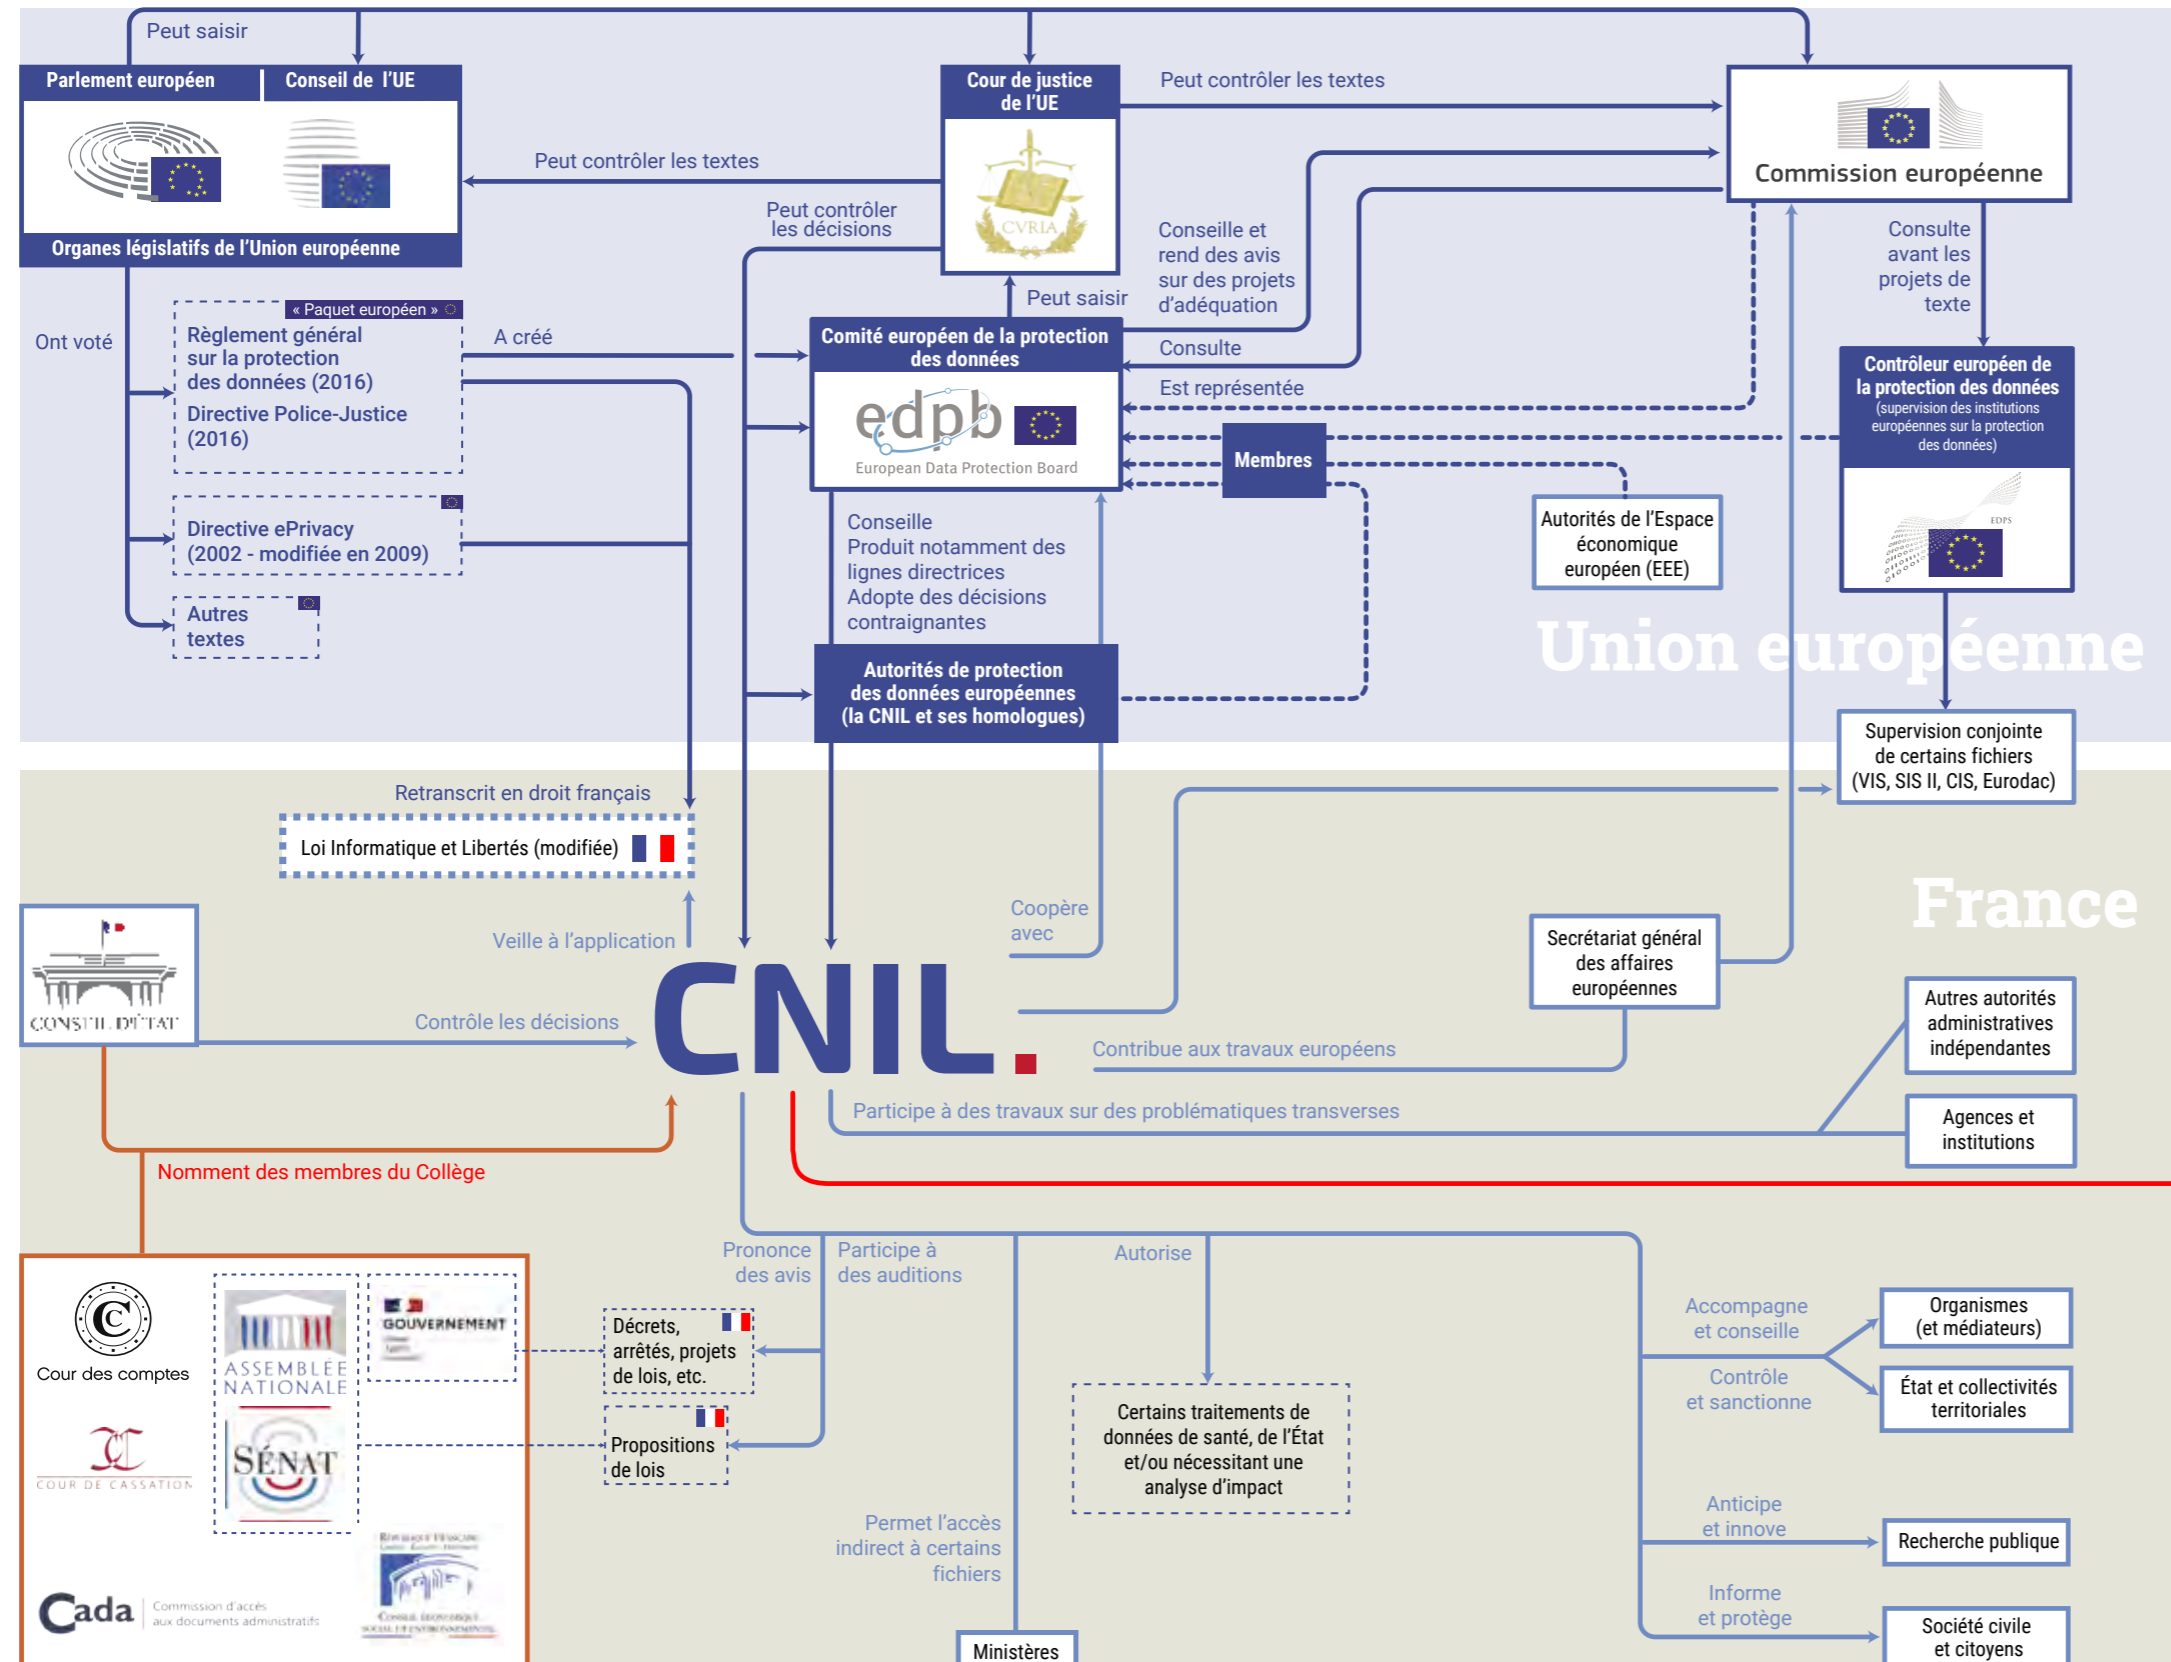 Peut saisir
Parlement européen
Conseil de l'UE
Organes législatifs de l'Union européenne
Cour de justice
de l'UE
CVRIA
Peut contrôler les textes
Commission européenne
Peut contrôler les textes
Peut contrôler
les décisions
Peut saisir
Conseille et
rend des avis
sur des projets
d'adéquation
Consulte
avant les
projets de
texte
Ont voté
« Paquet européen »
Règlement général
sur la protection
des données (2016)
Directive Police-Justice
(2016)
A créé
Directive ePrivacy
(2002 - modifiée en 2009)
Autres
textes
Comité européen de la protection
des données
edpb
European Data Protection Board
Consulte
Est représentée
Membres
Contrôleur européen de
la protection des données
(supervision des institutions
européennes sur la protection
des données)
EDPS
Autorités de l'Espace
économique
européen (EEE)
Conseille
Produit notamment des
lignes directrices
Adopte des décisions
contraignantes
Autorités de protection
des données européennes
(la CNIL et ses homologues)
Union européenne
Supervision conjointe
de certains fichiers
(VIS, SIS II, CIS, Eurodac)
Retranscrit en droit français
Loi Informatique et Libertés (modifiée)
France
Veille à l'application
Coopère
avec
CONSEIL D'ÉTAT
Contrôle les décisions
CNIL.
Secrétariat général
des affaires
européennes
Contribue aux travaux européens
Autres autorités
administratives
indépendantes
Participe à des travaux sur des problématiques transverses
Agences et
institutions
Nomment des membres du Collège
Prononce
des avis
Participe à
des auditions
Autorise
Cour des comptes
ASSEMBLÉE
NATIONALE
GOUVERNEMENT
COUR DE CASSATION
SÉNAT
Cada
Commission d'accès
aux documents administratifs
RÉPUBLIQUE FRANÇAISE
CONSEIL ÉCONOMIQUE
SOCIAL ET ENVIRONNEMENTAL
Décrets,
arrêtés, projets
de lois, etc.
Propositions
de lois
Permet l'accès
indirect à certains
fichiers
Ministères
Certains traitements de
données de santé, de l'État
et/ou nécessitant une
analyse d'impact
Accompagne
et conseille
Contrôle
et sanctionne
Organismes
(et médiateurs)
État et collectivités
territoriales
Anticipe
et innove
Recherche publique
Informe
et protège
Société civile
et citoyens